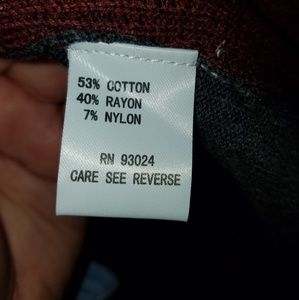 53% COTTON
40% RAYON
7% NYLON
RN 93024
CARE SEE REVERSE